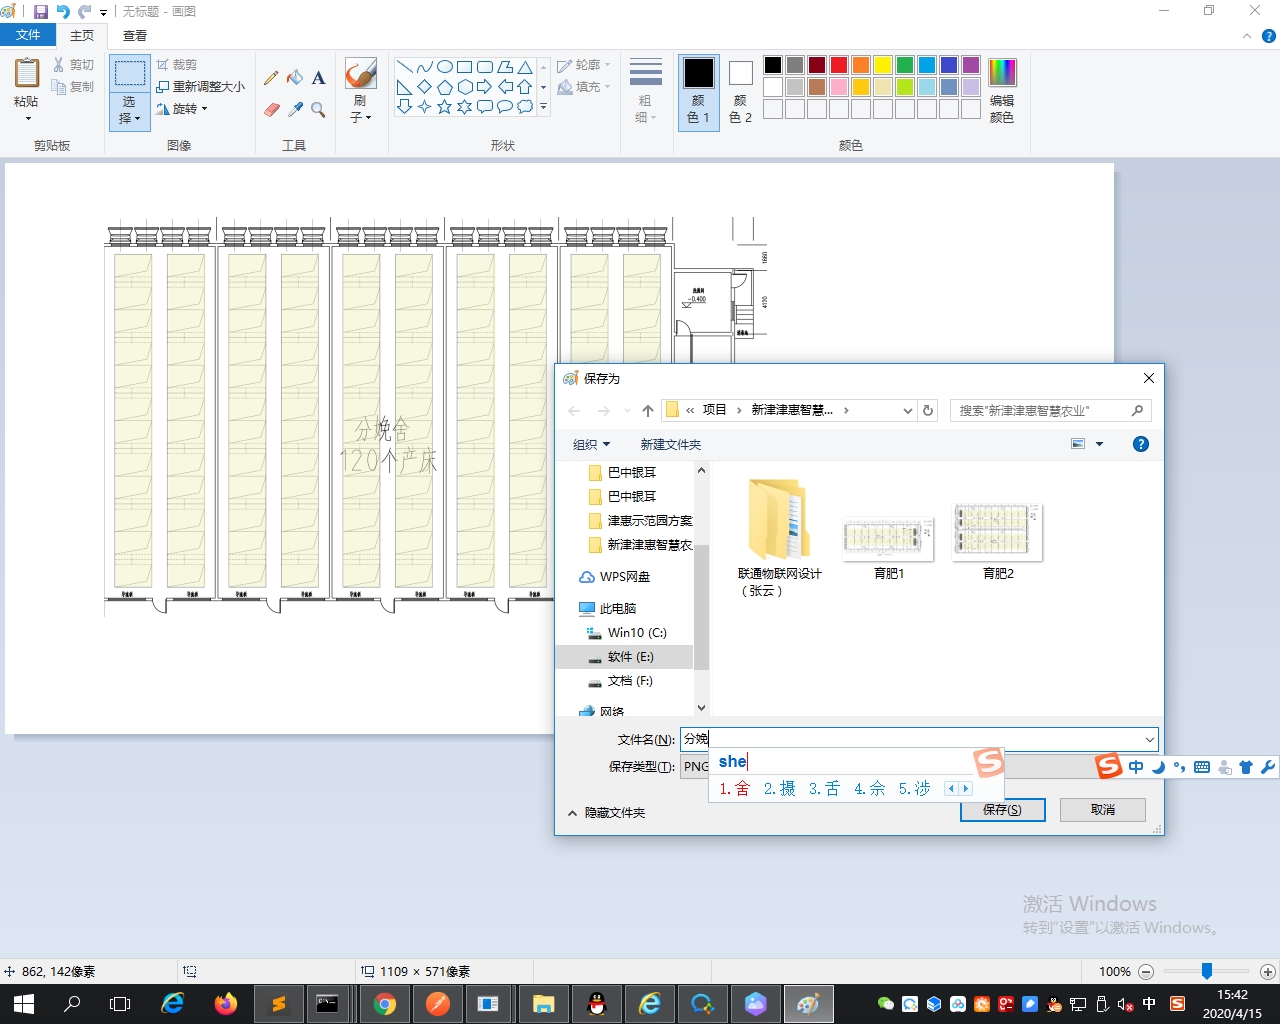 无标题 - 画图
文件
主页
查看
粘贴
剪切
复制
剪贴板
选择
裁剪
重新调整大小
旋转
图像
A
工具
刷子
形状
轮廓
填充
粗细
颜色 1
颜色 2
编辑颜色
颜色
1660
4170
-0.400
分娩舍
120个产床
保存为
« 项目 › 新津津惠智慧... ›
搜索"新津津惠智慧农业"
组织
新建文件夹
巴中银耳
巴中银耳
津惠示范园方案
新津津惠智慧农
WPS网盘
此电脑
Win10 (C:)
软件 (E:)
文档 (F:)
网络
联通物联网设计
（张云）
育肥1
育肥2
文件名(N):
分娩
保存类型(T):
PNG
she
1.舍 2.摄 3.舌 4.佘 5.涉
中
隐藏文件夹
保存(S)
取消
激活 Windows
转到"设置"以激活 Windows。
862, 142像素
1109 × 571像素
100%
中
15:42
2020/4/15